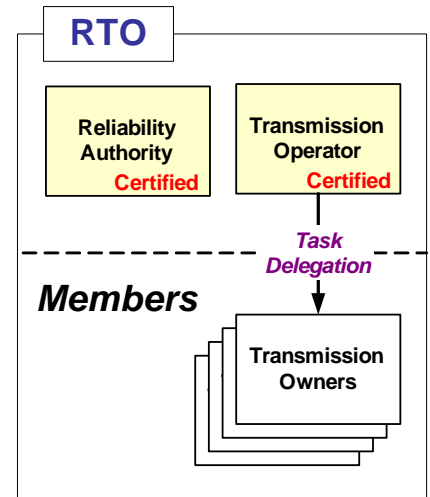 RTO
Reliability
Authority
Certified
Transmission
Operator
Certified
Task
Delegation
Members
Transmission
Owners